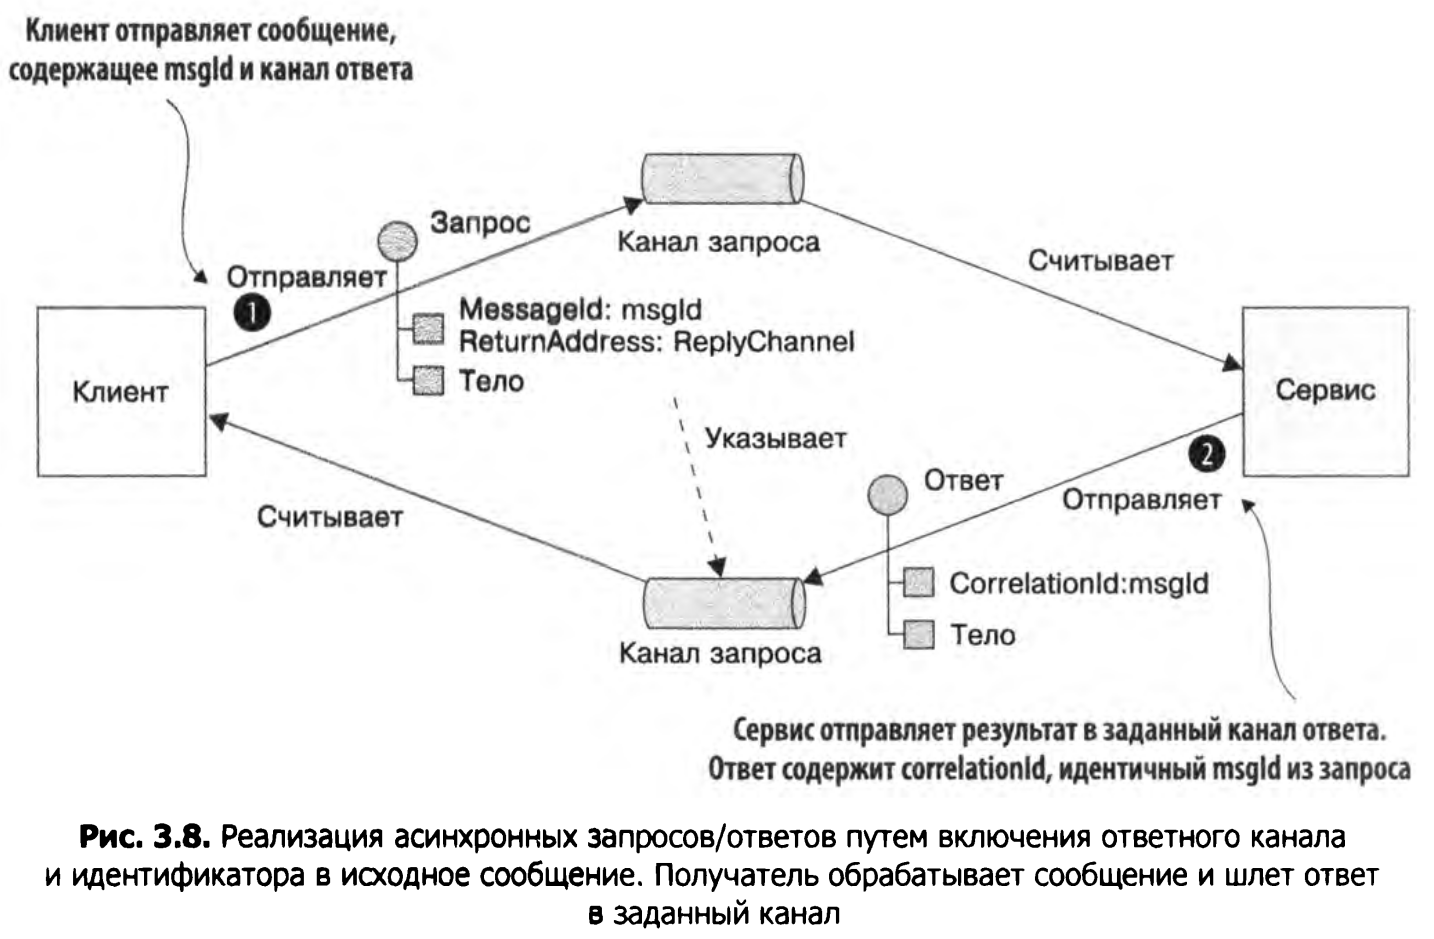 Клиент отправляет сообщение,
содержащее msgId и канал ответа
Запрос
Канал запроса
Отправляет
Считывает
1
MessageId: msgId
ReturnAddress: ReplyChannel
Тело
Клиент
Сервис
Указывает
2
Ответ
Отправляет
Считывает
CorrelationId:msgId
Тело
Канал запроса
Сервис отправляет результат в заданный канал ответа.
Ответ содержит correlationId, идентичный msgId из запроса
Рис. 3.8. Реализация асинхронных запросов/ответов путем включения ответного канала
и идентификатора в исходное сообщение. Получатель обрабатывает сообщение и шлет ответ
в заданный канал